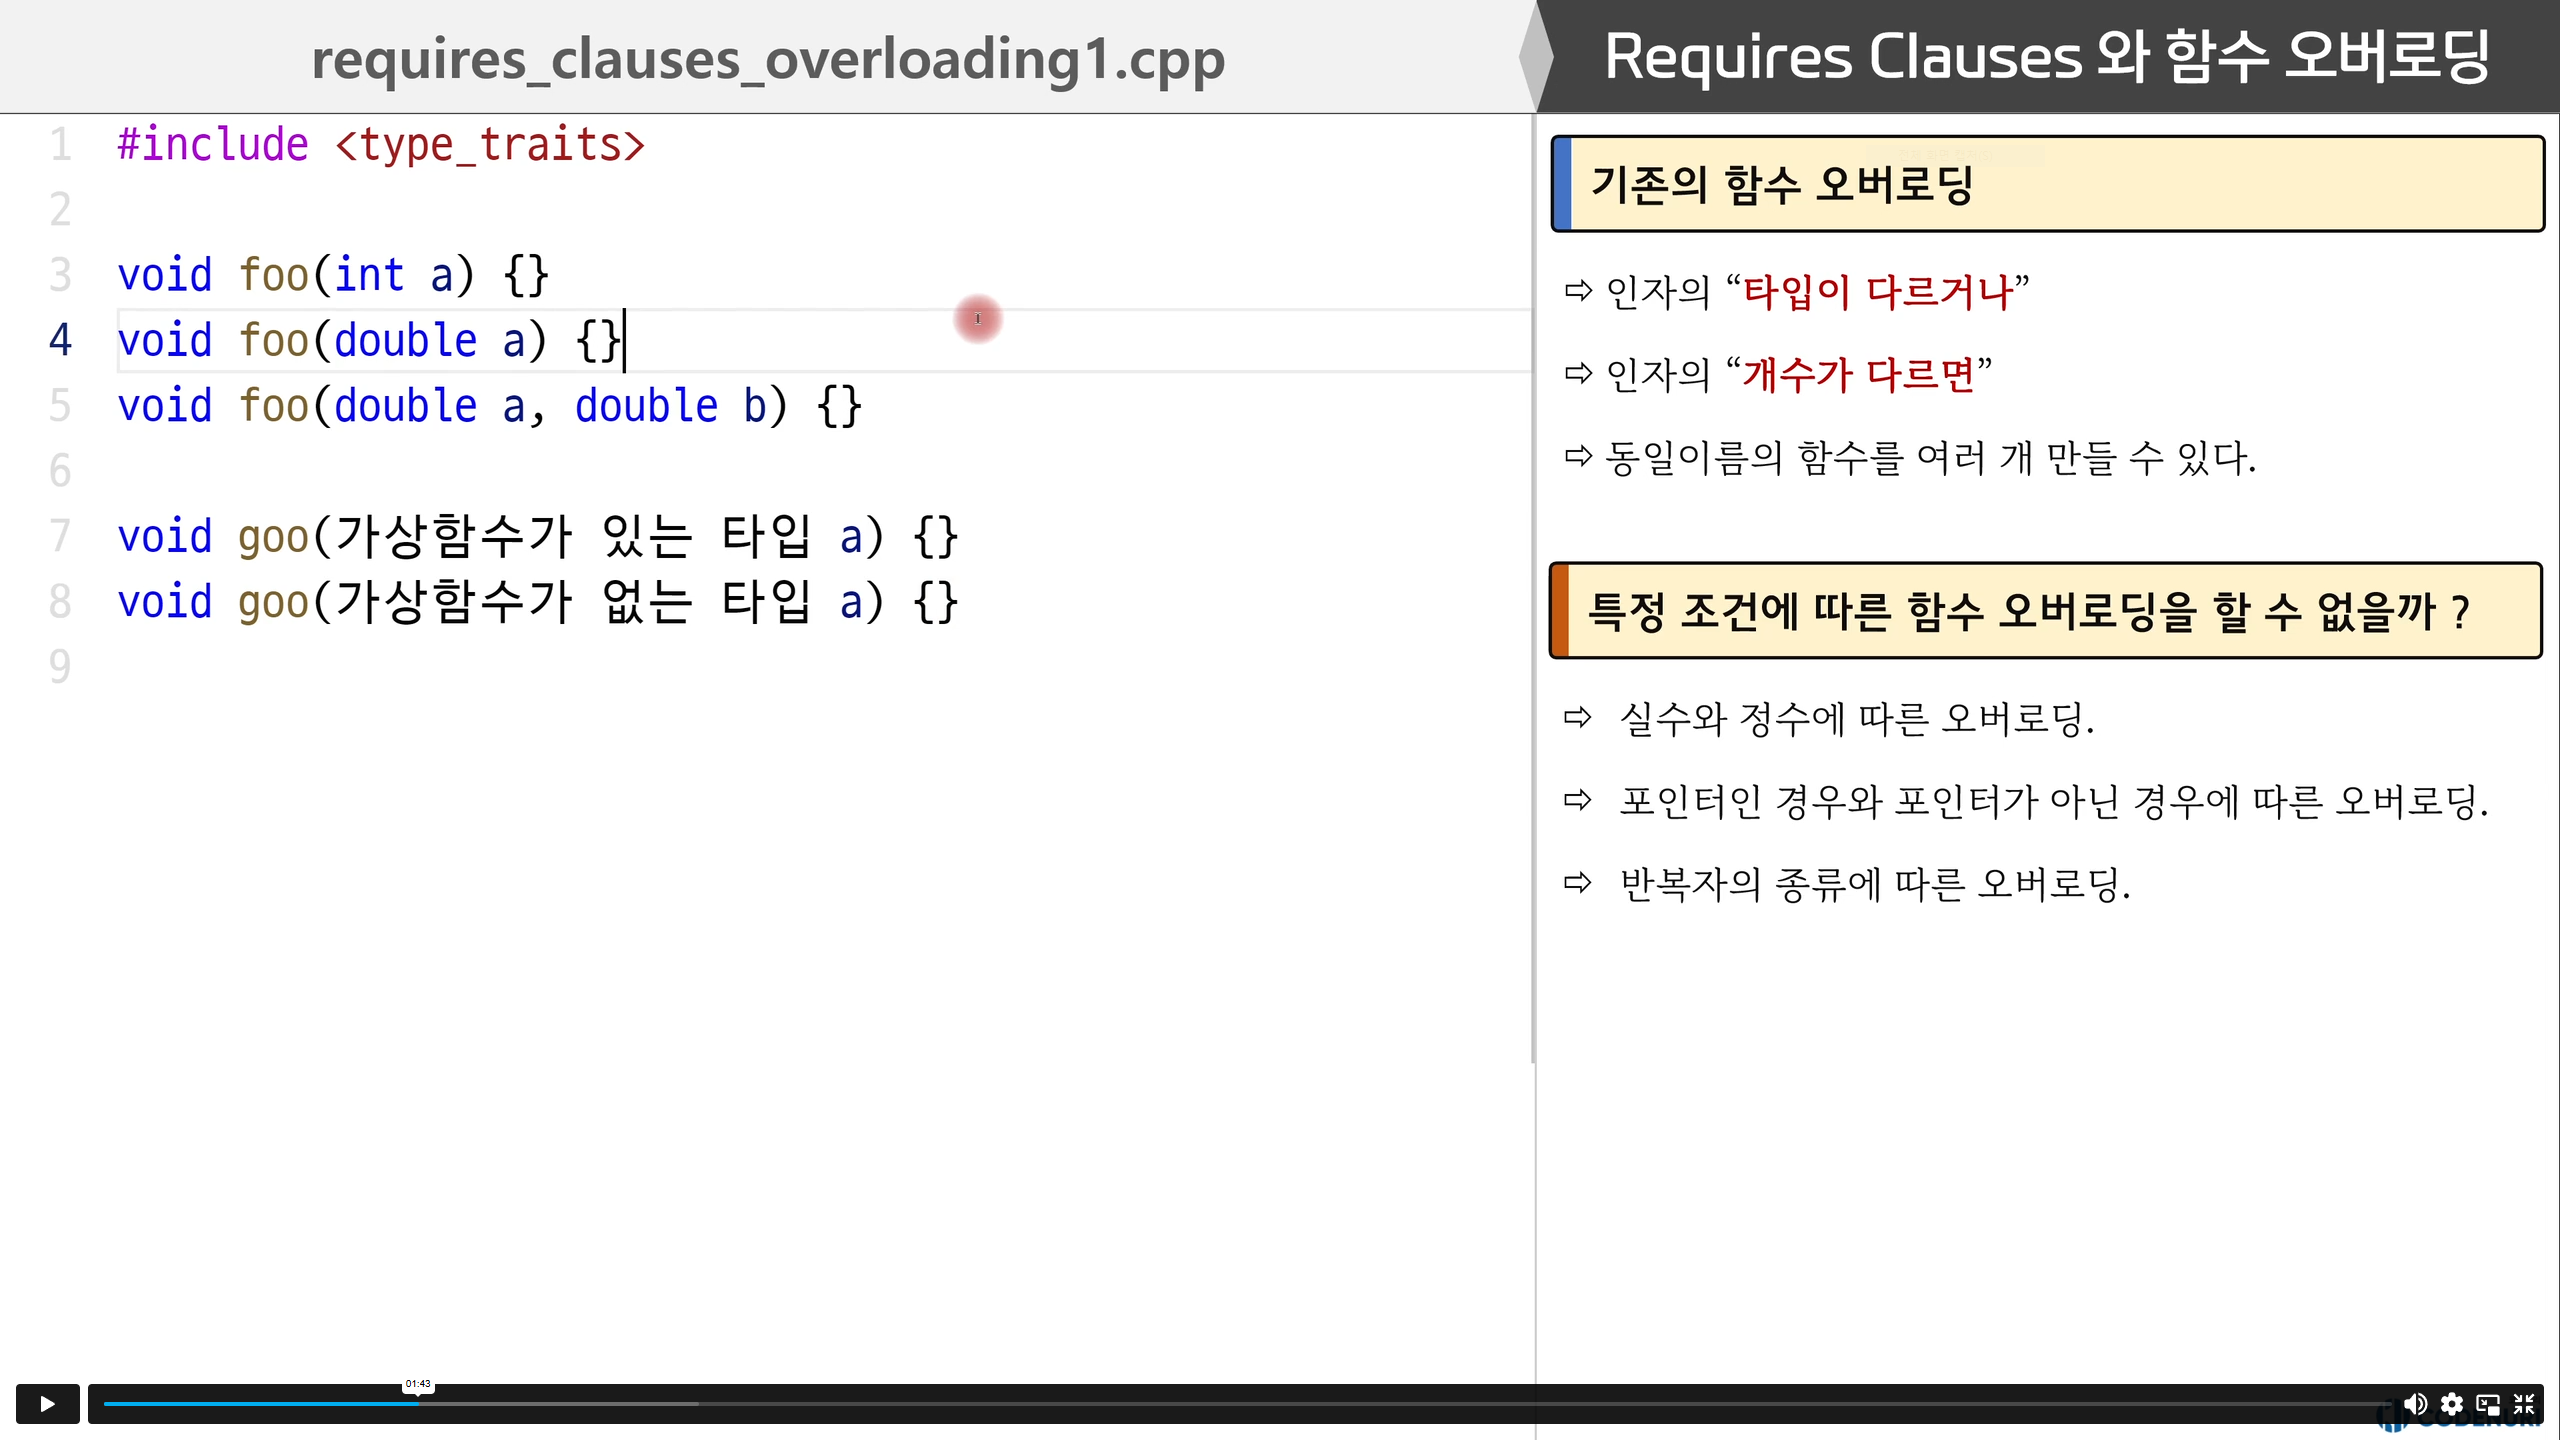 requires_clauses_overloading1.cpp
Requires Clauses 와 함수 오버로딩
1 #include <type_traits>
2
3 void foo(int a) {}
4 void foo(double a) {}
5 void foo(double a, double b) {}
6
7 void goo(가상함수가 있는 타입 a) {}
8 void goo(가상함수가 없는 타입 a) {}
9
기존의 함수 오버로딩
⇨ 인자의 “타입이 다르거나”
⇨ 인자의 “개수가 다르면”
⇨ 동일이름의 함수를 여러 개 만들 수 있다.
특정 조건에 따른 함수 오버로딩을 할 수 없을까 ?
⇨ 실수와 정수에 따른 오버로딩.
⇨ 포인터인 경우와 포인터가 아닌 경우에 따른 오버로딩.
⇨ 반복자의 종류에 따른 오버로딩.
01:43
CODENURI